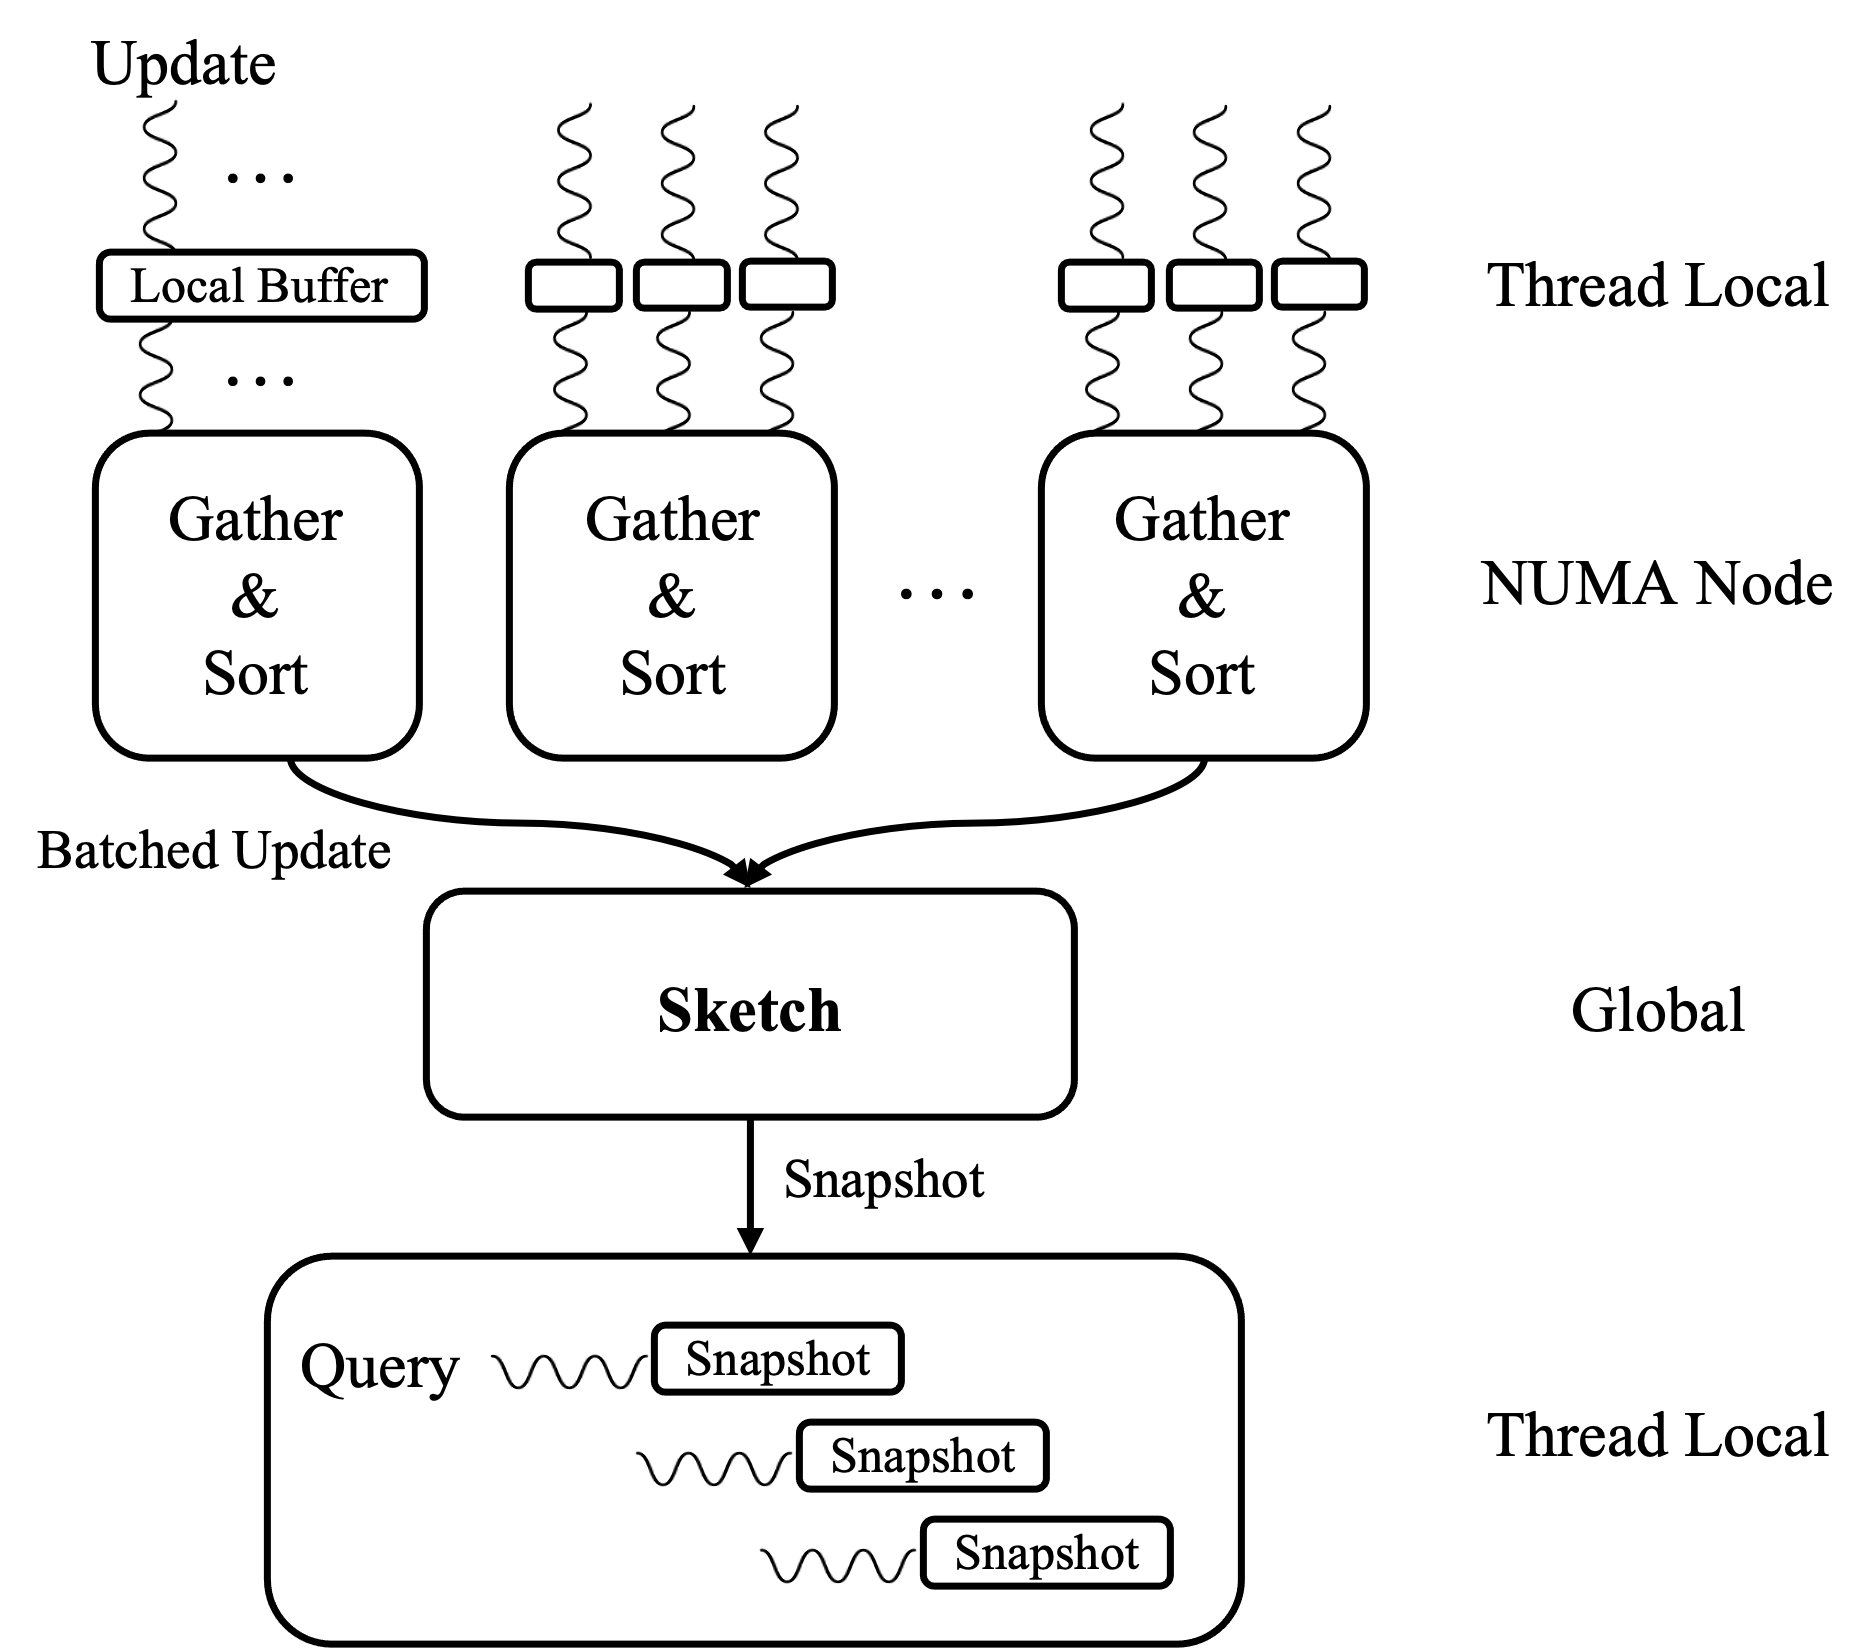 Update
...
Local Buffer
Thread Local
...
Gather
&
Sort
Gather
&
Sort
...
Gather
&
Sort
NUMA Node
Batched Update
Sketch
Global
Snapshot
Query
Snapshot
Snapshot
Snapshot
Thread Local